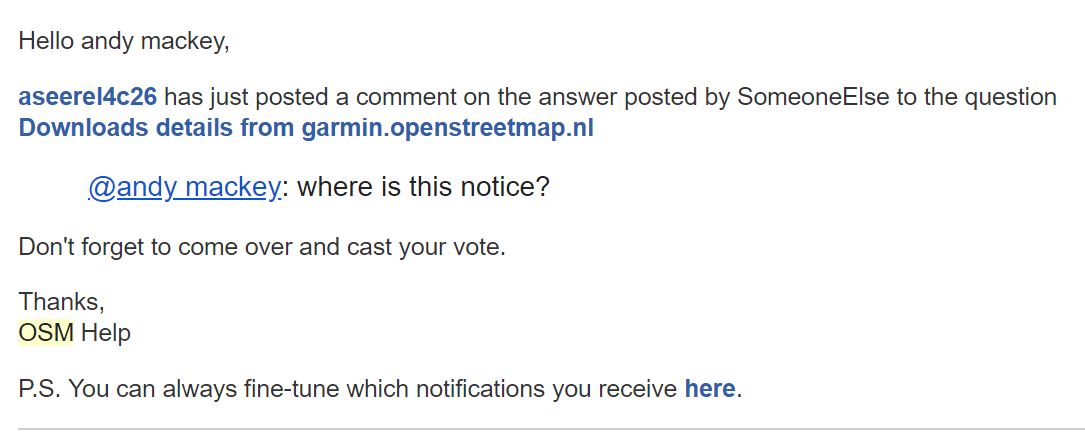 Hello andy mackey,
aseerel4c26 has just posted a comment on the answer posted by SomeoneElse to the question
Downloads details from garmin.openstreetmap.nl
@andy mackey: where is this notice?
Don't forget to come over and cast your vote.
Thanks,
OSM Help
P.S. You can always fine-tune which notifications you receive here.